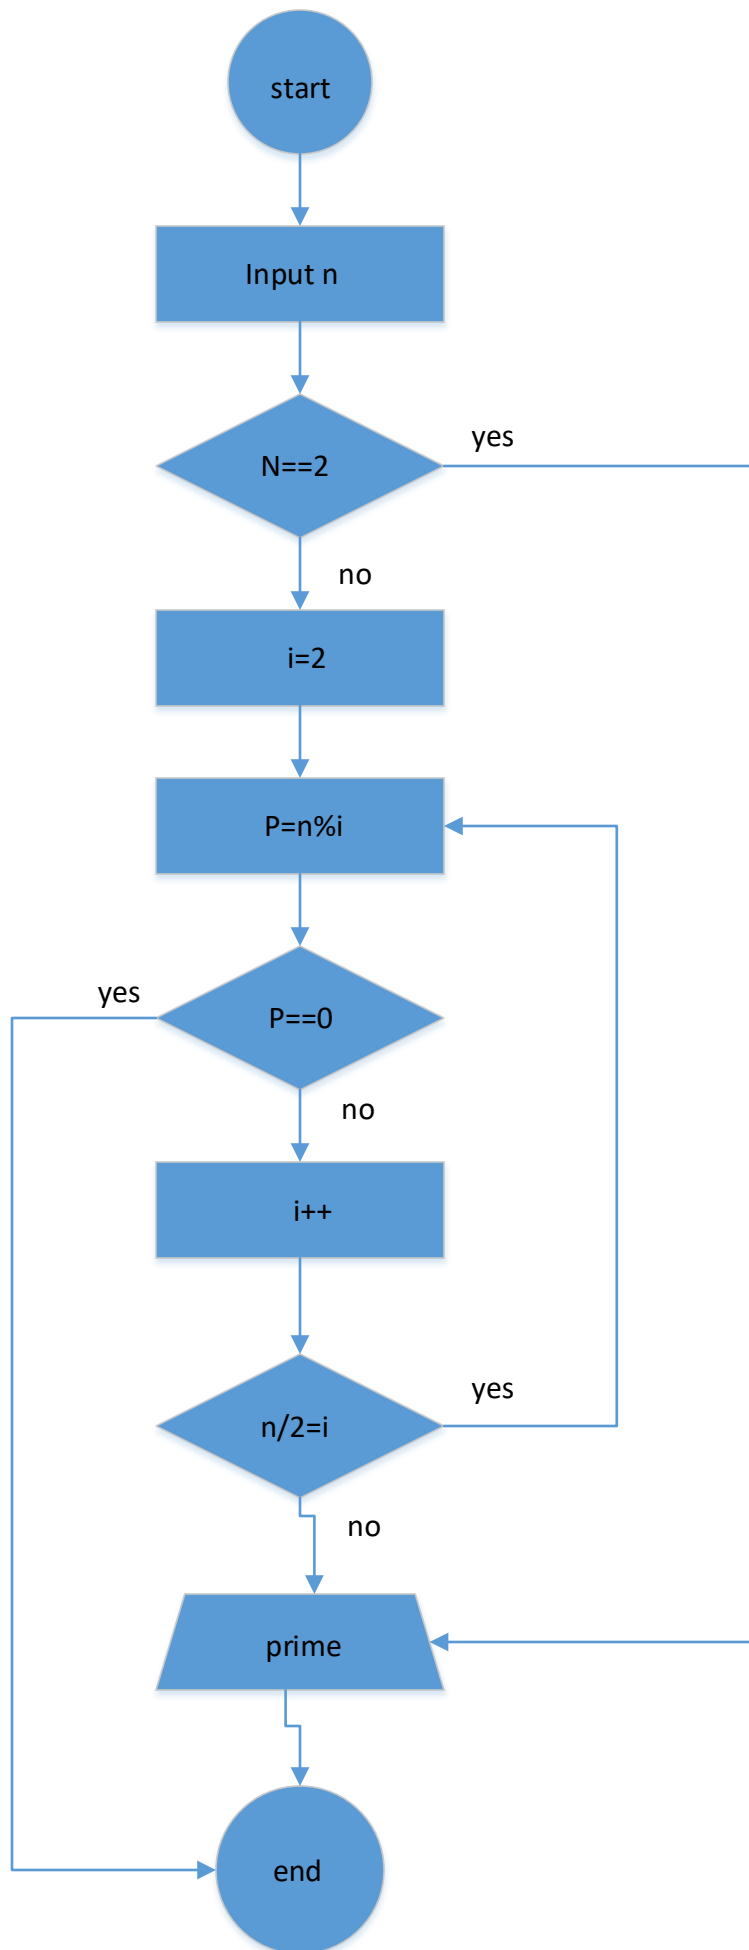 start
Input n
N==2
yes
no
i=2
P=n%i
yes
P==0
no
i++
n/2=i
yes
no
prime
end